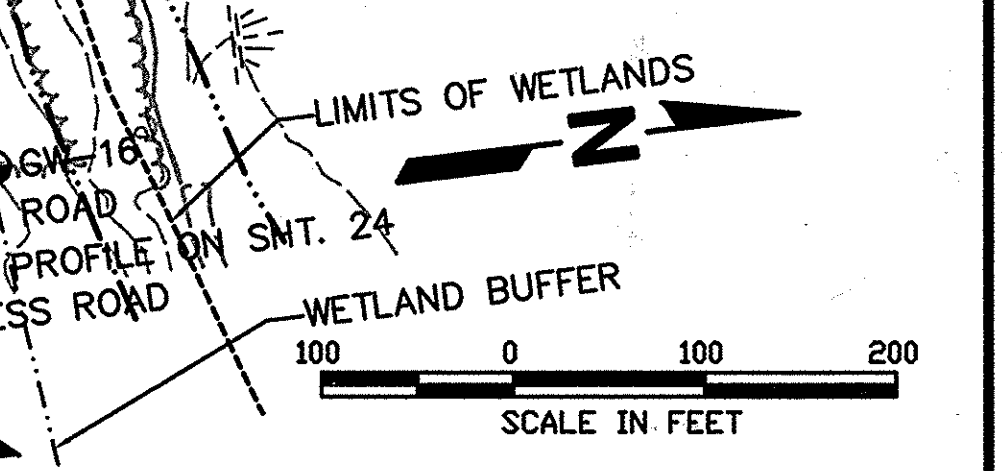 LIMITS OF WETLANDS
N
GW-16
ROAD
PROFILE ON SHT. 24
ESS ROAD
WETLAND BUFFER
100 0 100 200
SCALE IN FEET